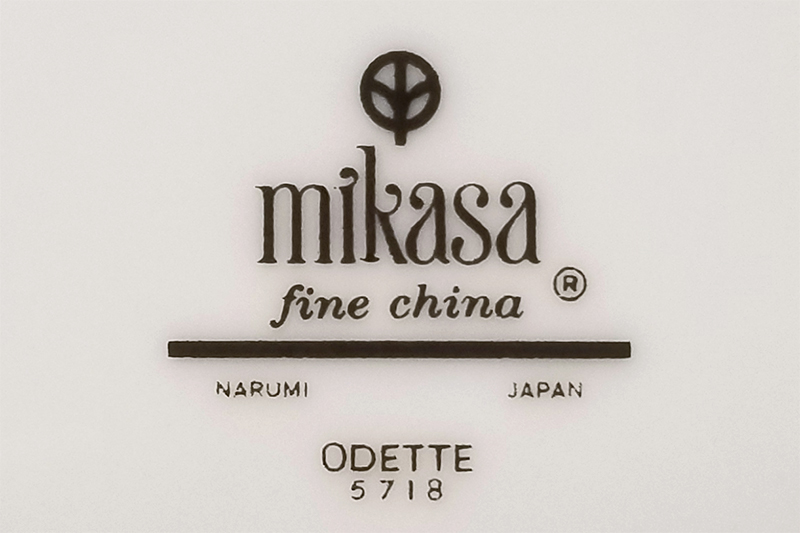 mikasa
fine china ®
NARUMI JAPAN
ODETTE
5718